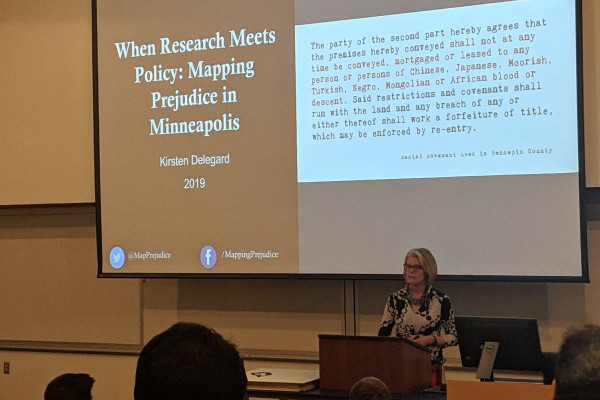 When Research Meets
Policy: Mapping
Prejudice in
Minneapolis
Kirsten Delegard
2019
@MapPrejudice
/MappingPrejudice
The party of the second part hereby agrees that
the premises hereby conveyed shall not at any
time be conveyed, mortgaged or leased to any
person or persons of Chinese, Japanese, Moorish,
Turkish, Negro, Mongolian or African blood or
descent. Said restrictions and covenants shall
run with the land and any breach of any or
either thereof shall work a forfeiture of title,
which may be enforced by re-entry.
Racial covenant used in Hennepin County